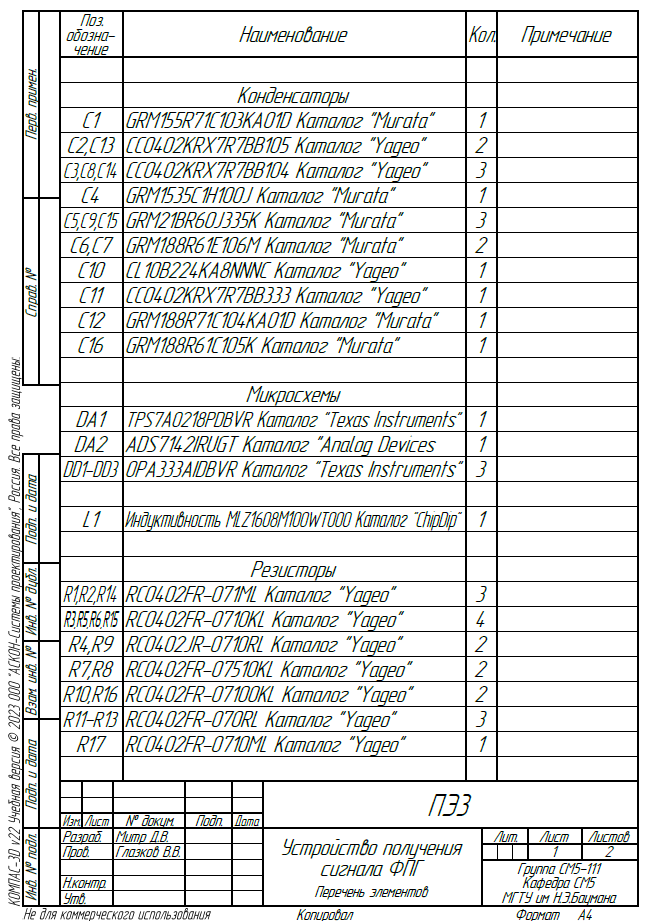 Поз. обозна-чение Наименование Кол. Примечание
Конденсаторы
C1 GRM155R71C103KA01D Каталог "Murata" 1
C2,C13 CC0402KRX7R7BB105 Каталог "Yageo" 2
C3,C8,C14 CC0402KRX7R7BB104 Каталог "Yageo" 3
C4 GRM1535C1H100J Каталог "Murata" 1
C5,C9,C15 GRM21BR60J335K Каталог "Murata" 3
C6,C7 GRM188R61E106M Каталог "Murata" 2
C10 CL10B224KA8NNNC Каталог "Yageo" 1
C11 CC0402KRX7R7BB333 Каталог "Yageo" 1
C12 GRM188R71C104KA01D Каталог "Murata" 1
C16 GRM188R61C105K Каталог "Murata" 1
Микросхемы
DA1 TPS7A0218PDBVR Каталог "Texas Instruments" 1
DA2 ADS7142IRUGT Каталог "Analog Devices 1
DD1-DD3 OPA333AIDBVR Каталог "Texas Instruments" 3
L1 Индуктивность MLZ1608M100WT000 Каталог "ChipDip" 1
Резисторы
R1,R2,R14 RC0402FR-071ML Каталог "Yageo" 3
R3,R5,R6,R15 RC0402FR-0710KL Каталог "Yageo" 4
R4,R9 RC0402JR-0710RL Каталог "Yageo" 2
R7,R8 RC0402FR-07510KL Каталог "Yageo" 2
R10,R16 RC0402FR-07100KL Каталог "Yageo" 2
R11-R13 RC0402FR-070RL Каталог "Yageo" 3
R17 RC0402FR-0710ML Каталог "Yageo" 1
Перв. примен.
Справ. №
Подп. и дата
Инв. № дубл.
Взам. инв. №
Подп. и дата
Инв. № подл.
КОМПАС-3D v22 Учебная версия © 2023 ООО "АСКОН-Системы проектирования", Россия. Все права защищены.
ПЭ3
Изм. Лист № докум. Подп. Дата
Разраб. Митр Д.В.
Пров. Глазков В.В.
Н.контр.
Утв.
Устройство получения
сигнала ФПГ
Перечень элементов
Лит. Лист Листов
1 2
Группа СМ5-111
Кафедра СМ5
МГТУ им Н.Э.Баумана
Не для коммерческого использования Копировал Формат А4